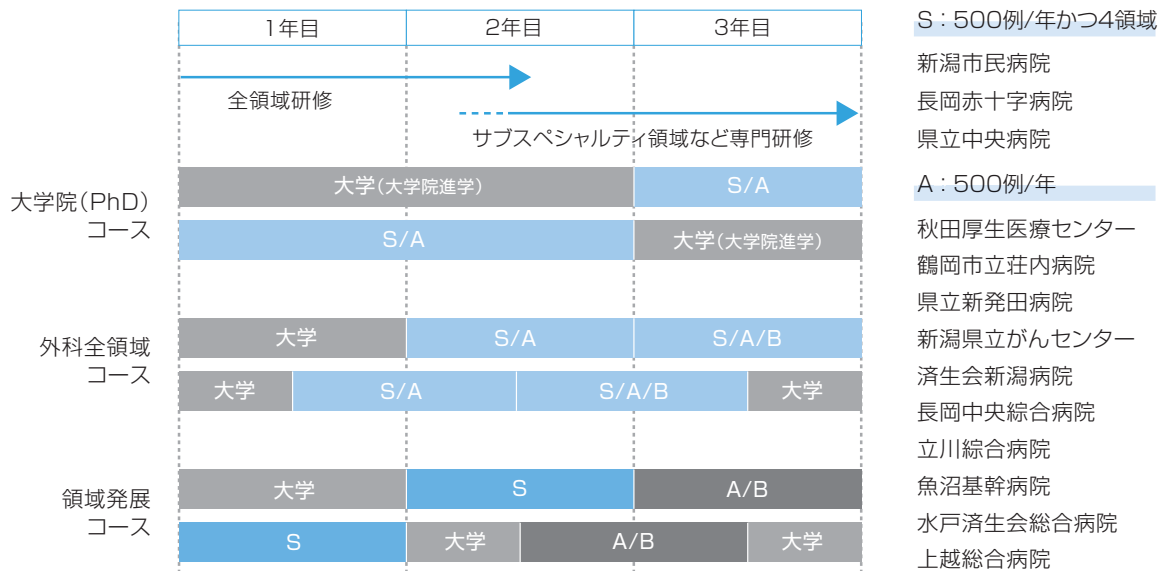 1年目 2年目 3年目
全領域研修
サブスペシャルティ領域など専門研修
大学院(PhD)
コース
大学(大学院進学) S/A
S/A 大学(大学院進学)
外科全領域
コース
大学 S/A S/A/B
大学 S/A S/A/B 大学
領域発展
コース
大学 S A/B
S 大学 A/B 大学
S:500例/年かつ4領域
新潟市民病院
長岡赤十字病院
県立中央病院
A:500例/年
秋田厚生医療センター
鶴岡市立荘内病院
県立新発田病院
新潟県立がんセンター
済生会新潟病院
長岡中央綜合病院
立川綜合病院
魚沼基幹病院
水戸済生会総合病院
上越総合病院